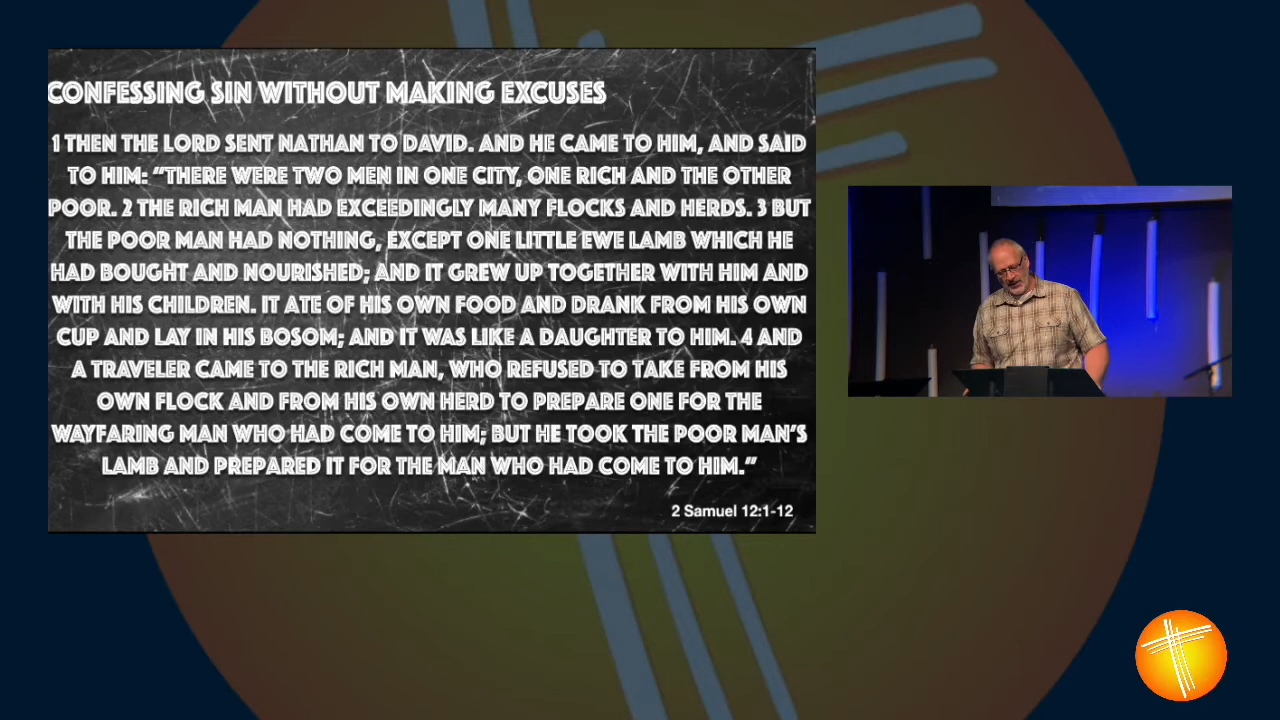 CONFESSING SIN WITHOUT MAKING EXCUSES
1 THEN THE LORD SENT NATHAN TO DAVID. AND HE CAME TO HIM, AND SAID
TO HIM: “THERE WERE TWO MEN IN ONE CITY, ONE RICH AND THE OTHER
POOR. 2 THE RICH MAN HAD EXCEEDINGLY MANY FLOCKS AND HERDS. 3 BUT
THE POOR MAN HAD NOTHING, EXCEPT ONE LITTLE EWE LAMB WHICH HE
HAD BOUGHT AND NOURISHED; AND IT GREW UP TOGETHER WITH HIM AND
WITH HIS CHILDREN. IT ATE OF HIS OWN FOOD AND DRANK FROM HIS OWN
CUP AND LAY IN HIS BOSOM; AND IT WAS LIKE A DAUGHTER TO HIM. 4 AND
A TRAVELER CAME TO THE RICH MAN, WHO REFUSED TO TAKE FROM HIS
OWN FLOCK AND FROM HIS OWN HERD TO PREPARE ONE FOR THE
WAYFARING MAN WHO HAD COME TO HIM; BUT HE TOOK THE POOR MAN’S
LAMB AND PREPARED IT FOR THE MAN WHO HAD COME TO HIM.”
2 Samuel 12:1-12